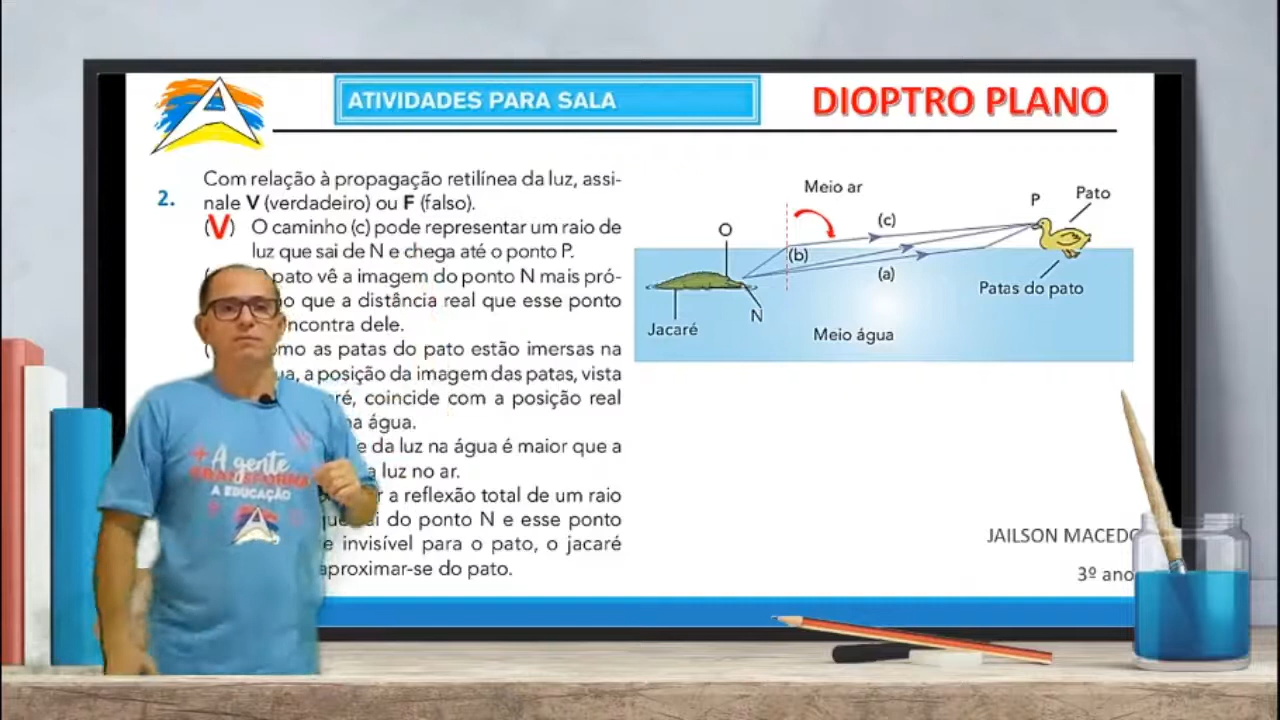 ATIVIDADES PARA SALA
DIOPTRO PLANO
2.
Com relação à propagação retilínea da luz, assi-
nale V (verdadeiro) ou F (falso).
(V) O caminho (c) pode representar um raio de
luz que sai de N e chega até o ponto P.
( pato vê a imagem do ponto N mais pró-
que a distância real que esse ponto
ncontra dele.
( omo as patas do pato estão imersas na
a posição da imagem das patas, vista
coincide com a posição real
na água.
e da luz na água é maior que a
a luz no ar.
a reflexão total de um raio
do ponto N e esse ponto
e invisível para o pato, o jacaré
aproximar-se do pato.
Meio ar
P
Pato
O
(c)
(b)
(a)
Patas do pato
N
Jacaré
Meio água
JAILSON MACEDO
3º ano
A gente
TRANSFORMA
A EDUCAÇÃO